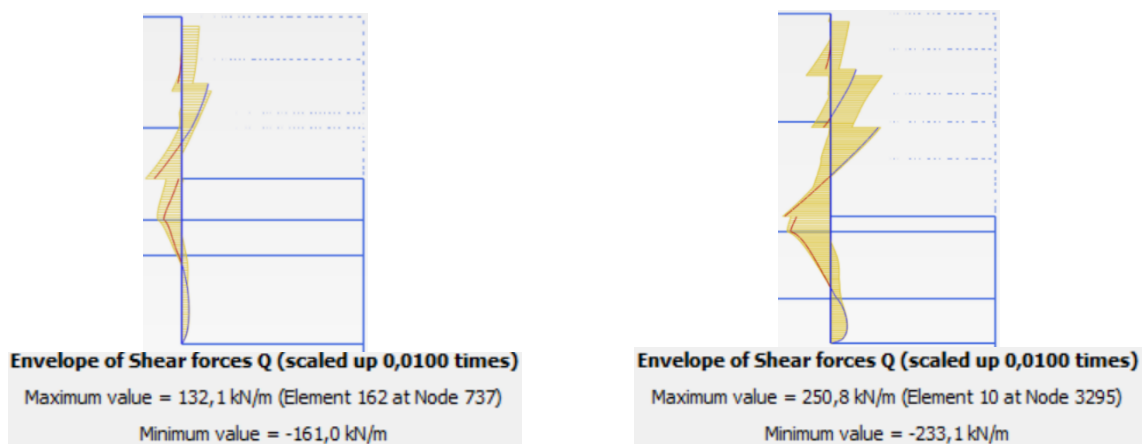 Envelope of Shear forces Q (scaled up 0,0100 times)
Maximum value = 132,1 kN/m (Element 162 at Node 737)
Minimum value = -161,0 kN/m
Envelope of Shear forces Q (scaled up 0,0100 times)
Maximum value = 250,8 kN/m (Element 10 at Node 3295)
Minimum value = -233,1 kN/m